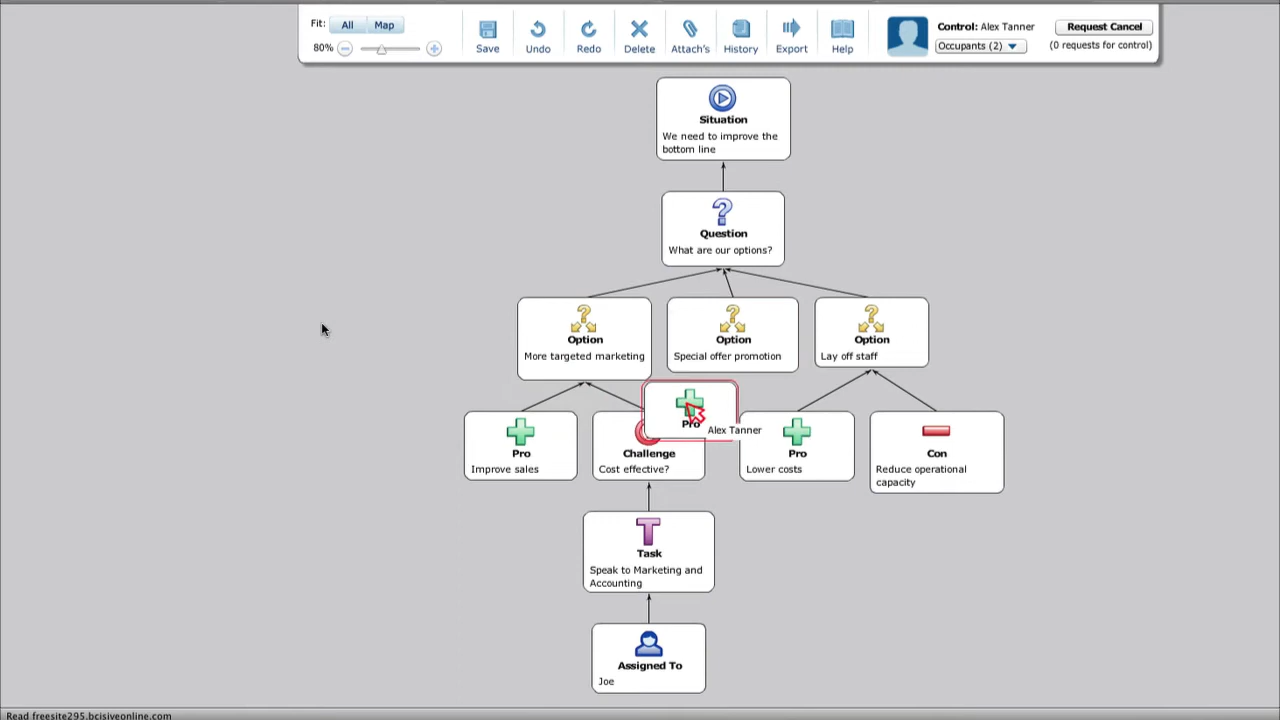 Fit: All Map
80%
Save Undo Redo Delete Attach's History Export Help
Control: Alex Tanner
Occupants (2)
Request Cancel
(0 requests for control)
Situation
We need to improve the
bottom line
Question
What are our options?
Option
More targeted marketing
Option
Special offer promotion
Option
Lay off staff
Pro
Improve sales
Challenge
Cost effective?
Pro
Alex Tanner
Pro
Lower costs
Con
Reduce operational
capacity
Task
Speak to Marketing and
Accounting
Assigned To
Joe
Read freesite295.bcisiveonline.com